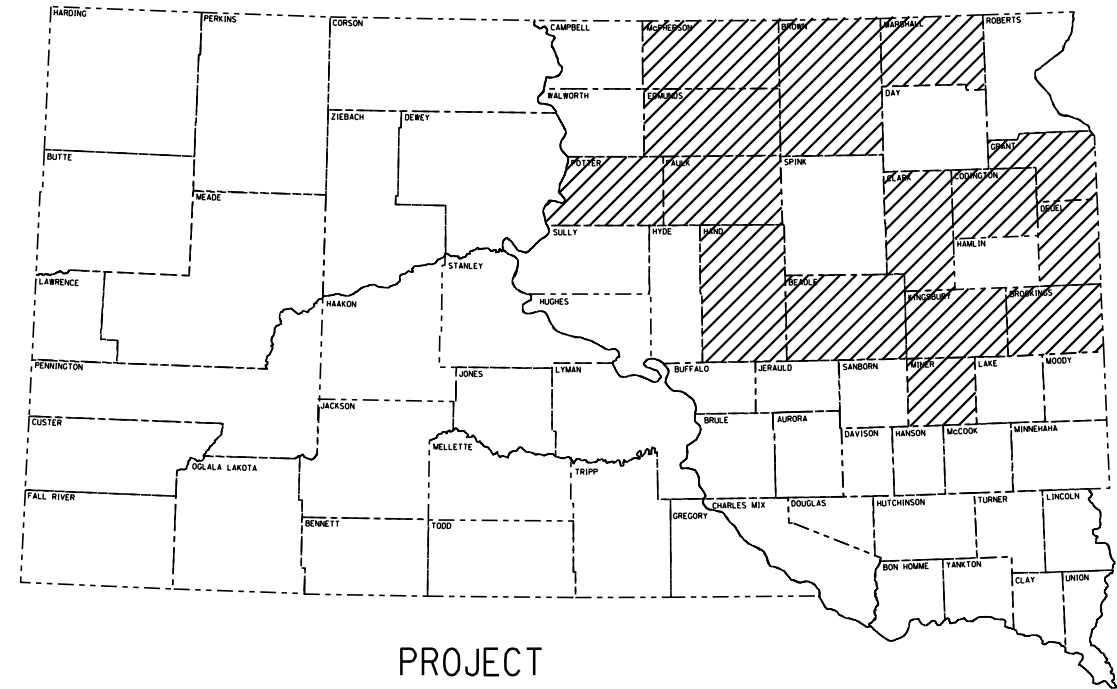 HARDING
PERKINS
CORSON
CAMPBELL
McPHERSON
BROWN
MARSHALL
ROBERTS
WALWORTH
EDMUNDS
DAY
ZIEBACH
DEWEY
GRANT
BUTTE
POTTER
FAULK
SPINK
CLARK
CODINGTON
MEADE
DEUEL
SULLY
HYDE
HAND
HAMLIN
STANLEY
LAWRENCE
BEADLE
HAAKON
HUGHES
KINGSBURY
BROOKINGS
PENNINGTON
JONES
LYMAN
BUFFALO
JERAULD
SANBORN
MINER
LAKE
MOODY
JACKSON
CUSTER
BRULE
AURORA
DAVISON
HANSON
McCOOK
MINNEHAHA
MELLETTE
OGLALA LAKOTA
TRIPP
FALL RIVER
GREGORY
CHARLES MIX
DOUGLAS
HUTCHINSON
TURNER
LINCOLN
BENNETT
TODD
BON HOMME
YANKTON
CLAY
UNION
PROJECT